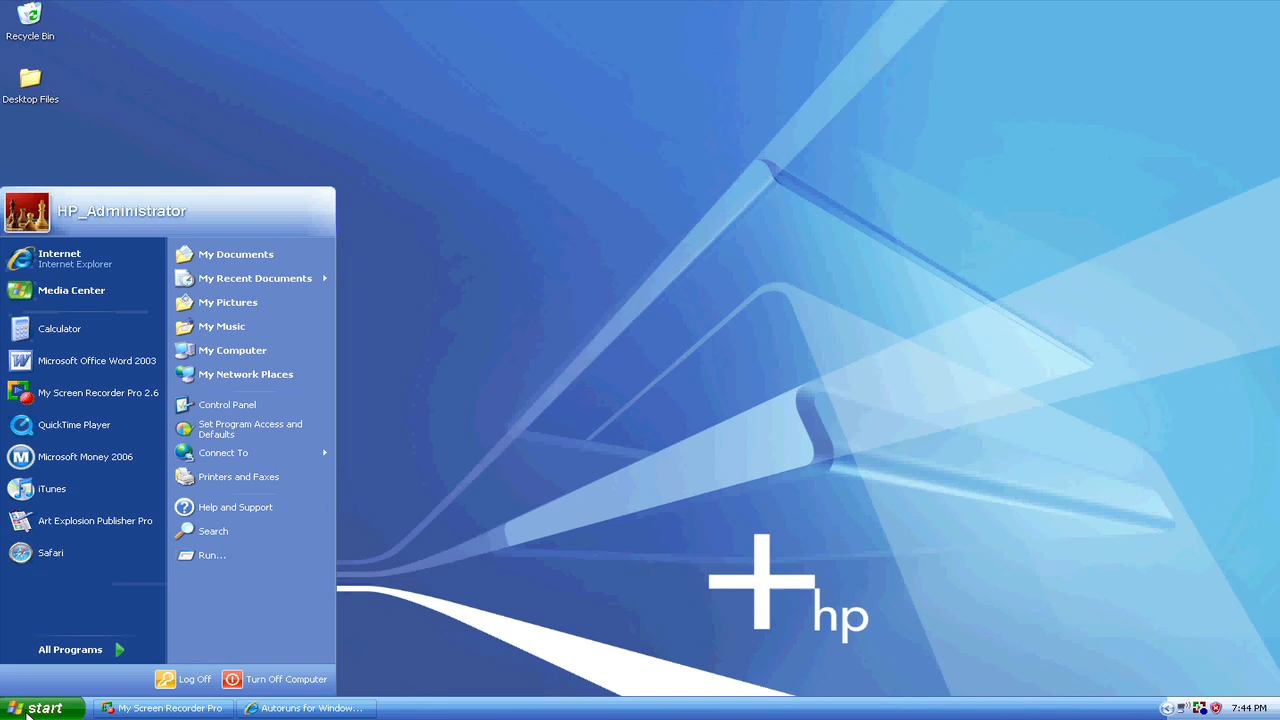 Recycle Bin
Desktop Files
HP_Administrator
Internet
Internet Explorer
Media Center
Calculator
Microsoft Office Word 2003
My Screen Recorder Pro 2.6
QuickTime Player
Microsoft Money 2006
iTunes
Art Explosion Publisher Pro
Safari
All Programs
My Documents
My Recent Documents
My Pictures
My Music
My Computer
My Network Places
Control Panel
Set Program Access and
Defaults
Connect To
Printers and Faxes
Help and Support
Search
Run...
Log Off
Turn Off Computer
hp
start
My Screen Recorder Pro
Autoruns for Window...
7:44 PM